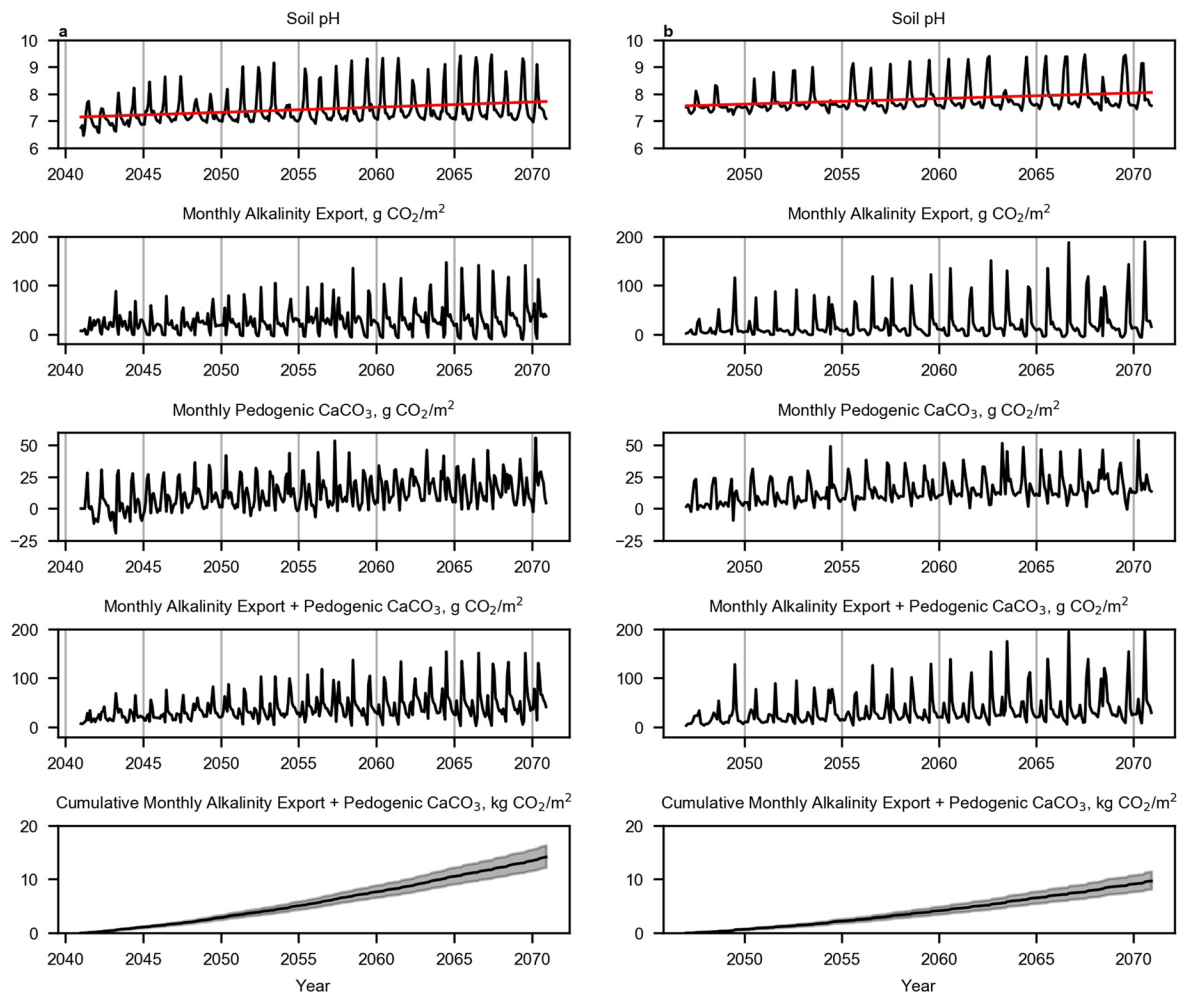 Soil pH
a
10
9
8
7
6
2040 2045 2050 2055 2060 2065 2070
Monthly Alkalinity Export, g CO₂/m²
200
100
0
2040 2045 2050 2055 2060 2065 2070
Monthly Pedogenic CaCO₃, g CO₂/m²
50
25
0
−25
2040 2045 2050 2055 2060 2065 2070
Monthly Alkalinity Export + Pedogenic CaCO₃, g CO₂/m²
200
100
0
2040 2045 2050 2055 2060 2065 2070
Cumulative Monthly Alkalinity Export + Pedogenic CaCO₃, kg CO₂/m²
20
10
0
2040 2045 2050 2055 2060 2065 2070
Year
Soil pH
b
10
9
8
7
6
2050 2055 2060 2065 2070
Monthly Alkalinity Export, g CO₂/m²
200
100
0
2050 2055 2060 2065 2070
Monthly Pedogenic CaCO₃, g CO₂/m²
50
25
0
−25
2050 2055 2060 2065 2070
Monthly Alkalinity Export + Pedogenic CaCO₃, g CO₂/m²
200
100
0
2050 2055 2060 2065 2070
Cumulative Monthly Alkalinity Export + Pedogenic CaCO₃, kg CO₂/m²
20
10
0
2050 2055 2060 2065 2070
Year